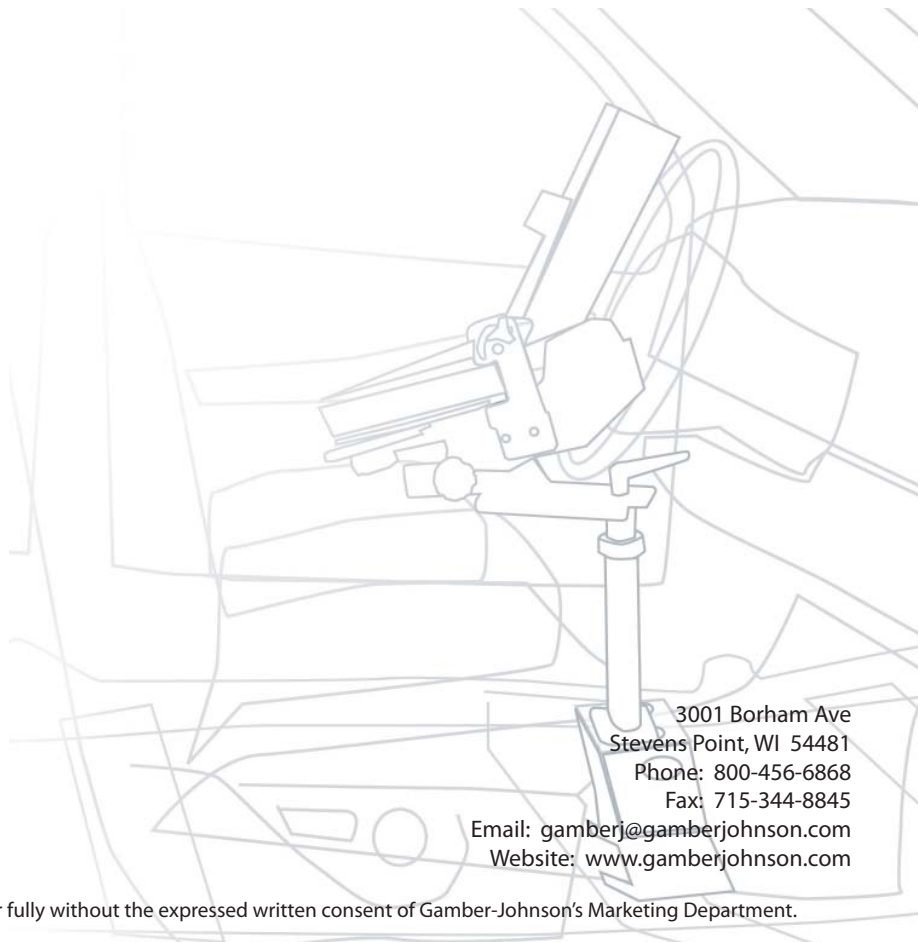 3001 Borham Ave
Stevens Point, WI 54481
Phone: 800-456-6868
Fax: 715-344-8845
Email: gamberj@gamberjohnson.com
Website: www.gamberjohnson.com
fully without the expressed written consent of Gamber-Johnson's Marketing Department.